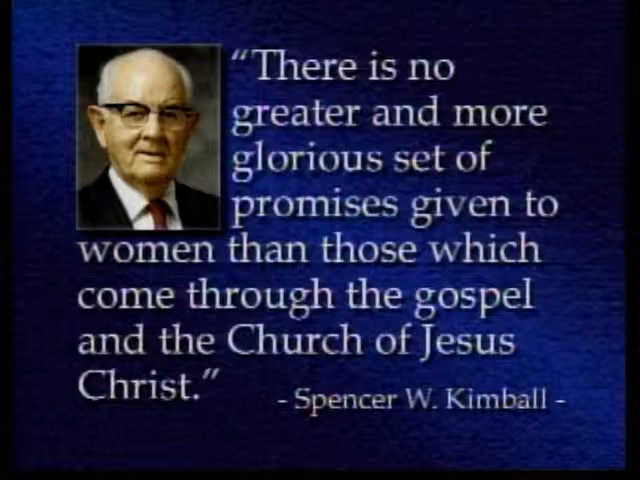 “There is no
greater and more
glorious set of
promises given to
women than those which
come through the gospel
and the Church of Jesus
Christ.”
- Spencer W. Kimball -